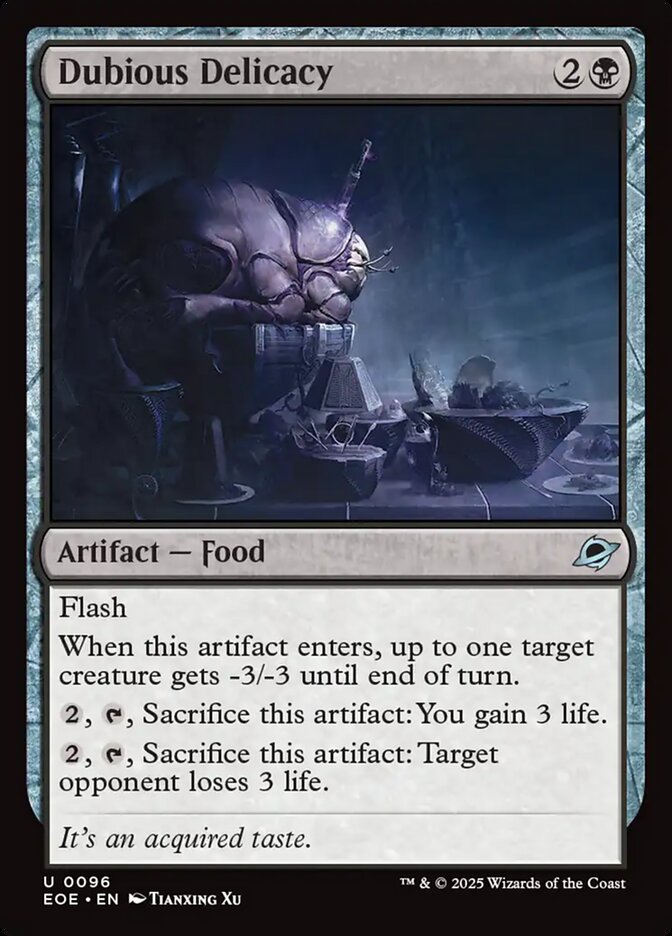 Dubious Delicacy 2
Artifact — Food
Flash
When this artifact enters, up to one target
creature gets -3/-3 until end of turn.
2, , Sacrifice this artifact: You gain 3 life.
2, , Sacrifice this artifact: Target
opponent loses 3 life.
It's an acquired taste.
U 0096
EOE • EN Tianxing Xu
™ & © 2025 Wizards of the Coast